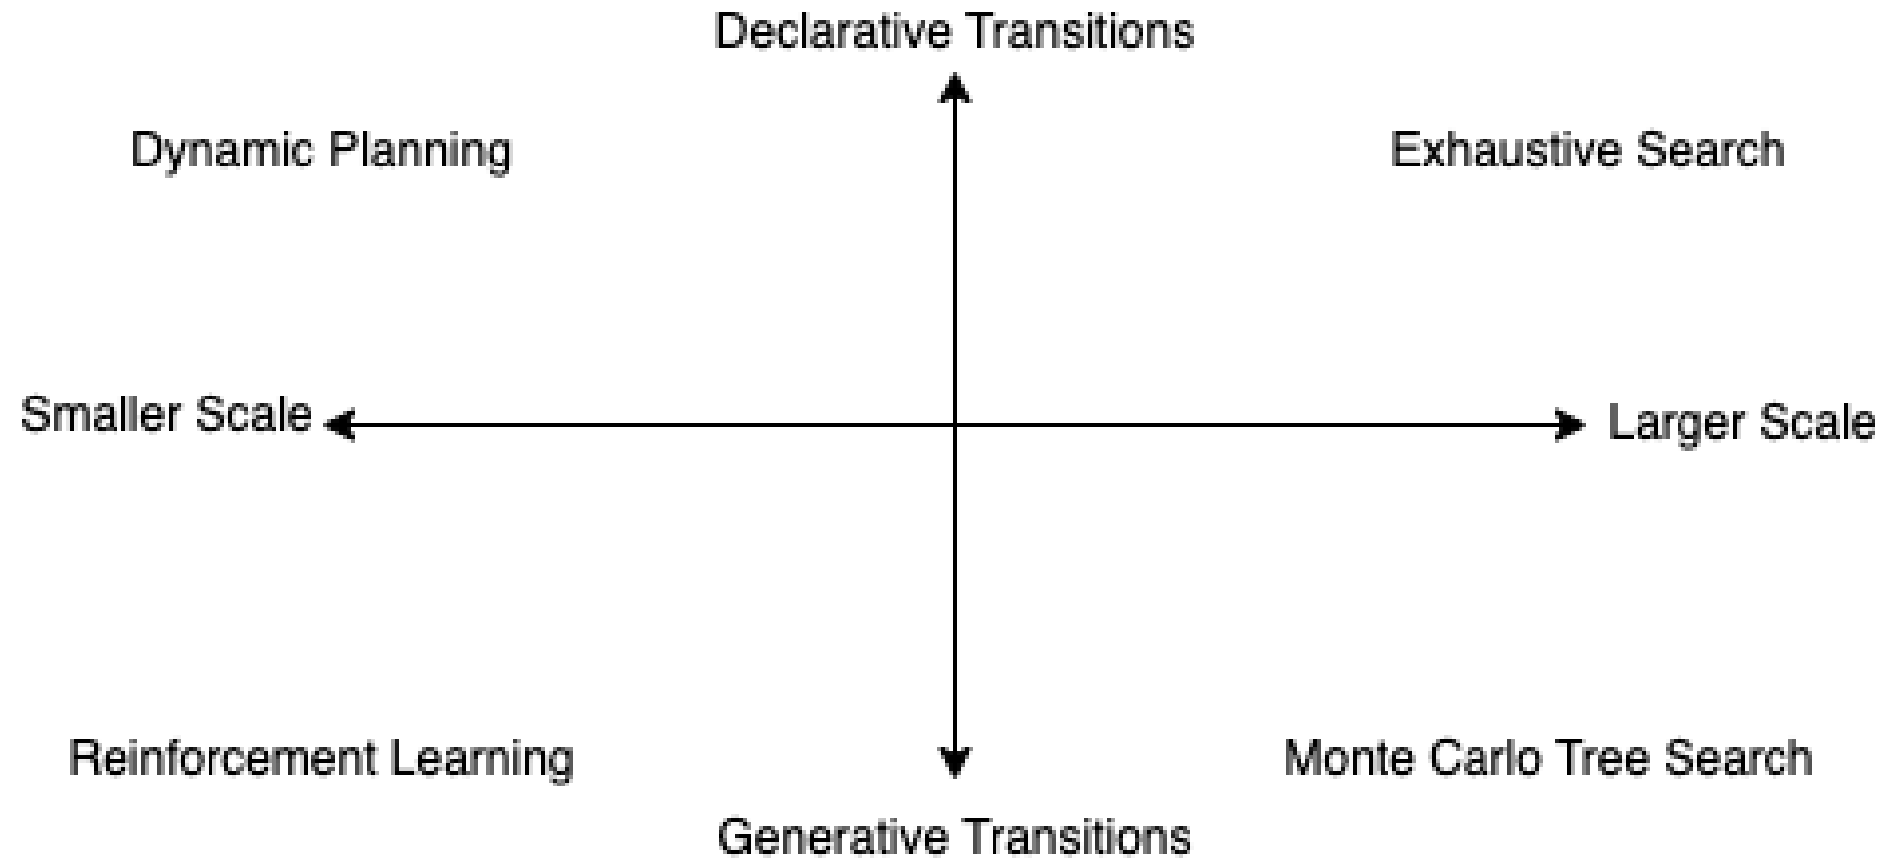 Declarative Transitions
Dynamic Planning
Exhaustive Search
Smaller Scale
Larger Scale
Reinforcement Learning
Monte Carlo Tree Search
Generative Transitions